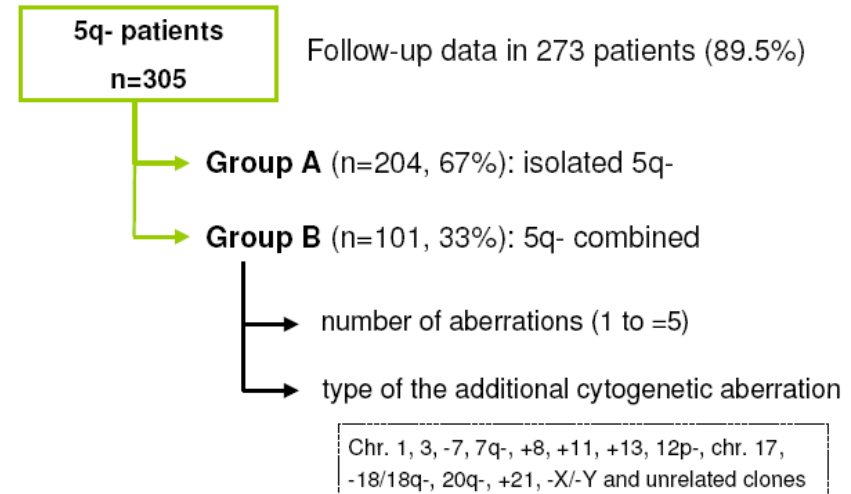 5q- patients
n=305
Follow-up data in 273 patients (89.5%)
Group A (n=204, 67%): isolated 5q-
Group B (n=101, 33%): 5q- combined
number of aberrations (1 to =5)
type of the additional cytogenetic aberration
Chr. 1, 3, -7, 7q-, +8, +11, +13, 12p-, chr. 17,
-18/18q-, 20q-, +21, -X/-Y and unrelated clones